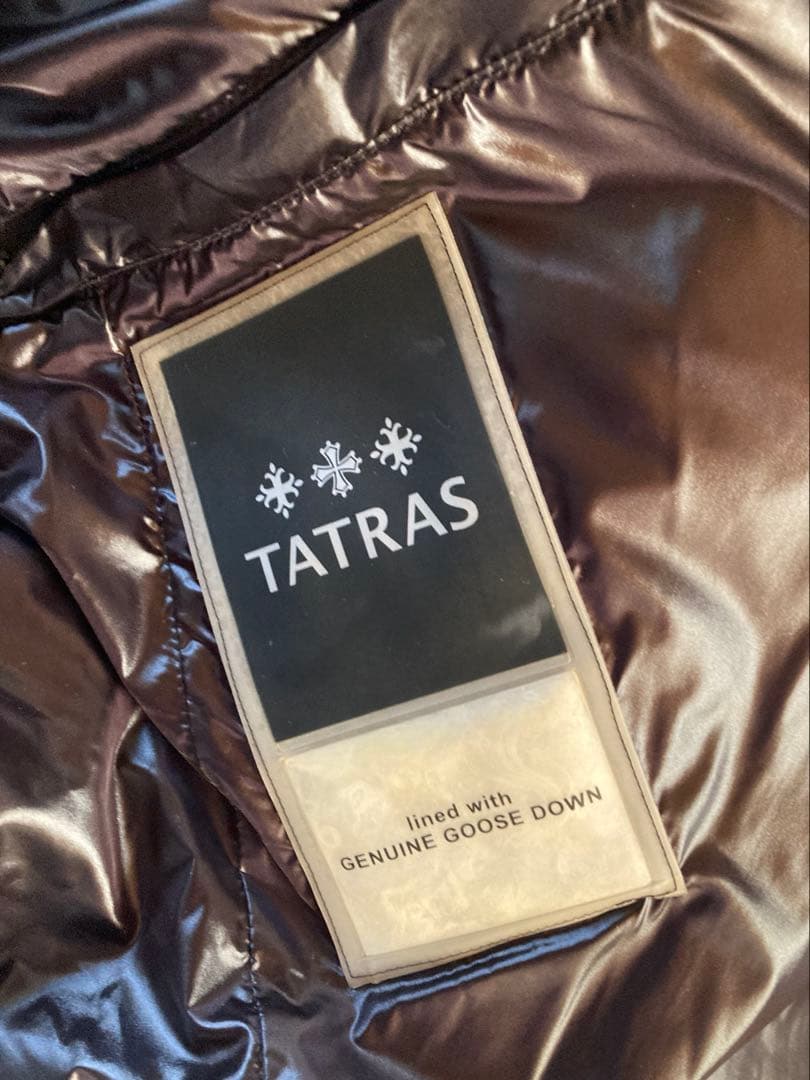 TATRAS
lined with
GENUINE GOOSE DOWN